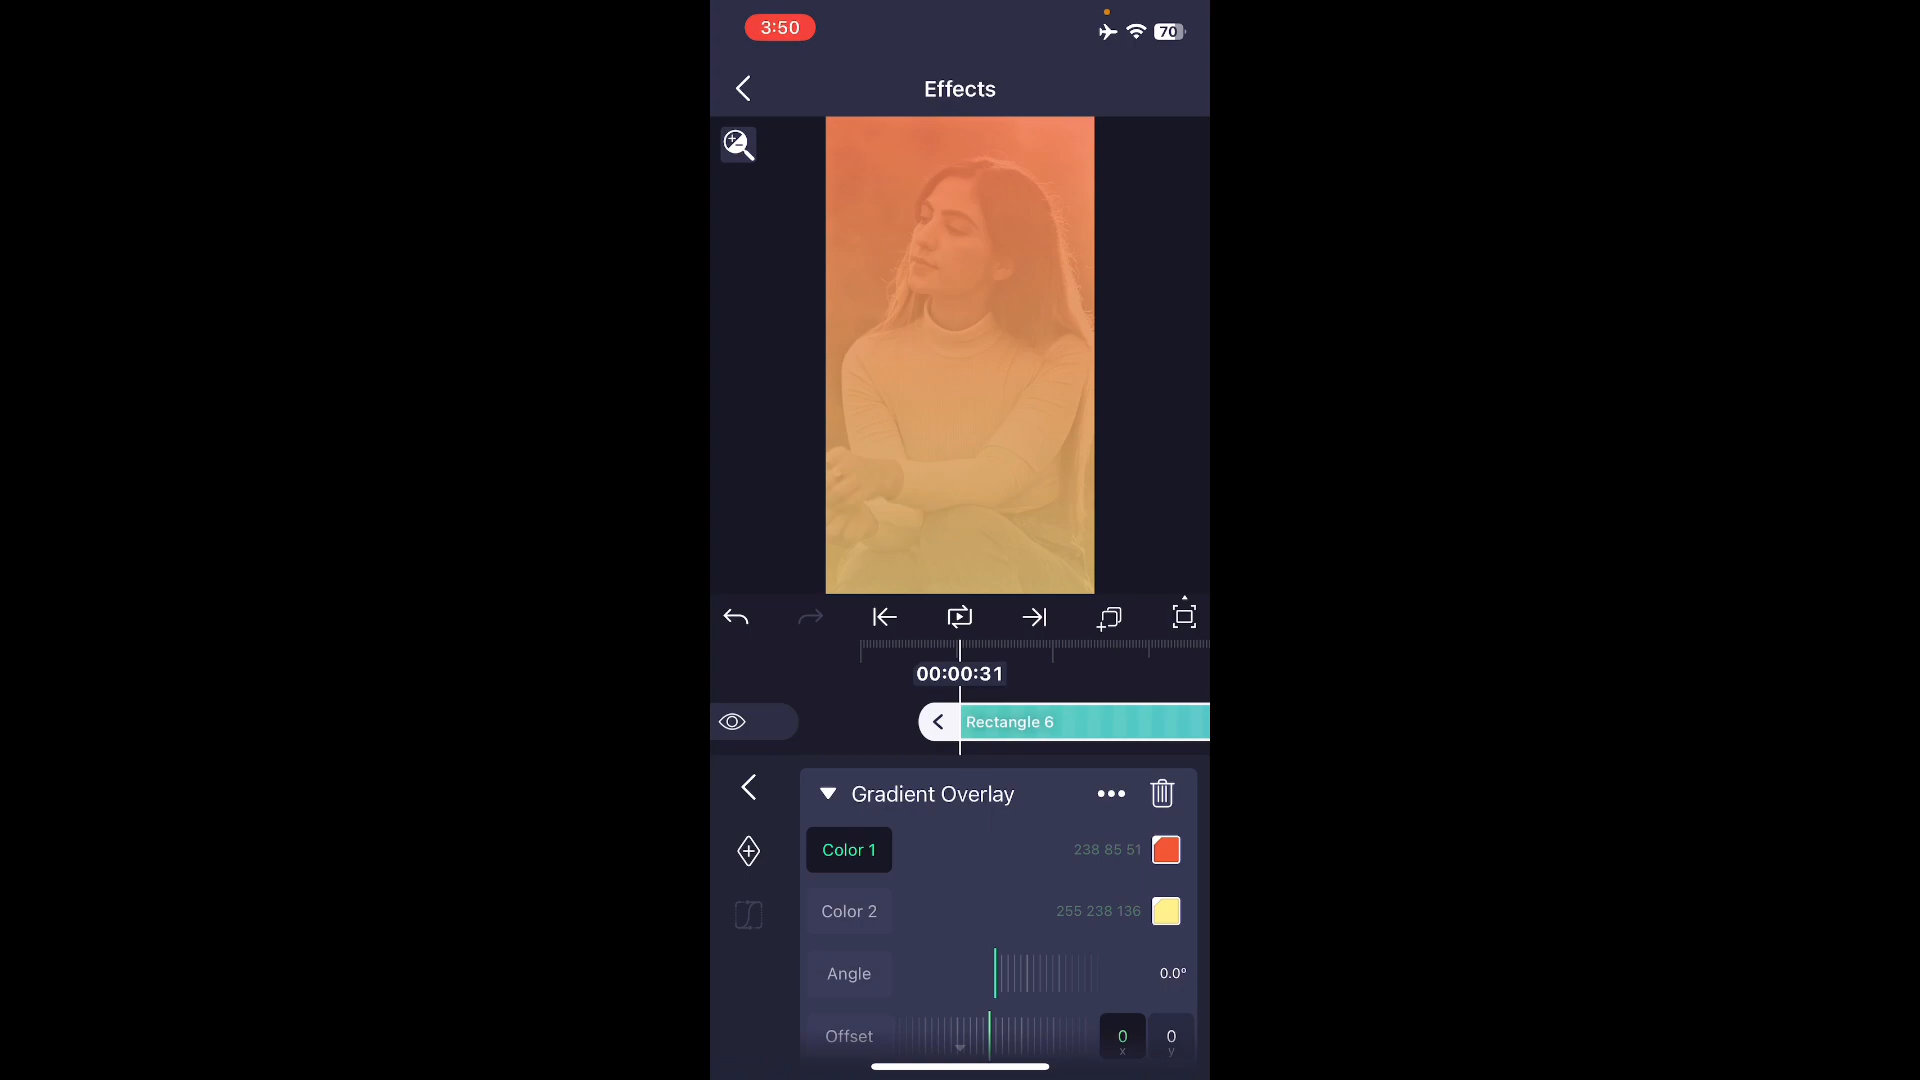 3:50
70
Effects
00:00:31
Rectangle 6
Gradient Overlay
Color 1 238 85 51
Color 2 255 238 136
Angle 0.0°
Offset 0 0
x y